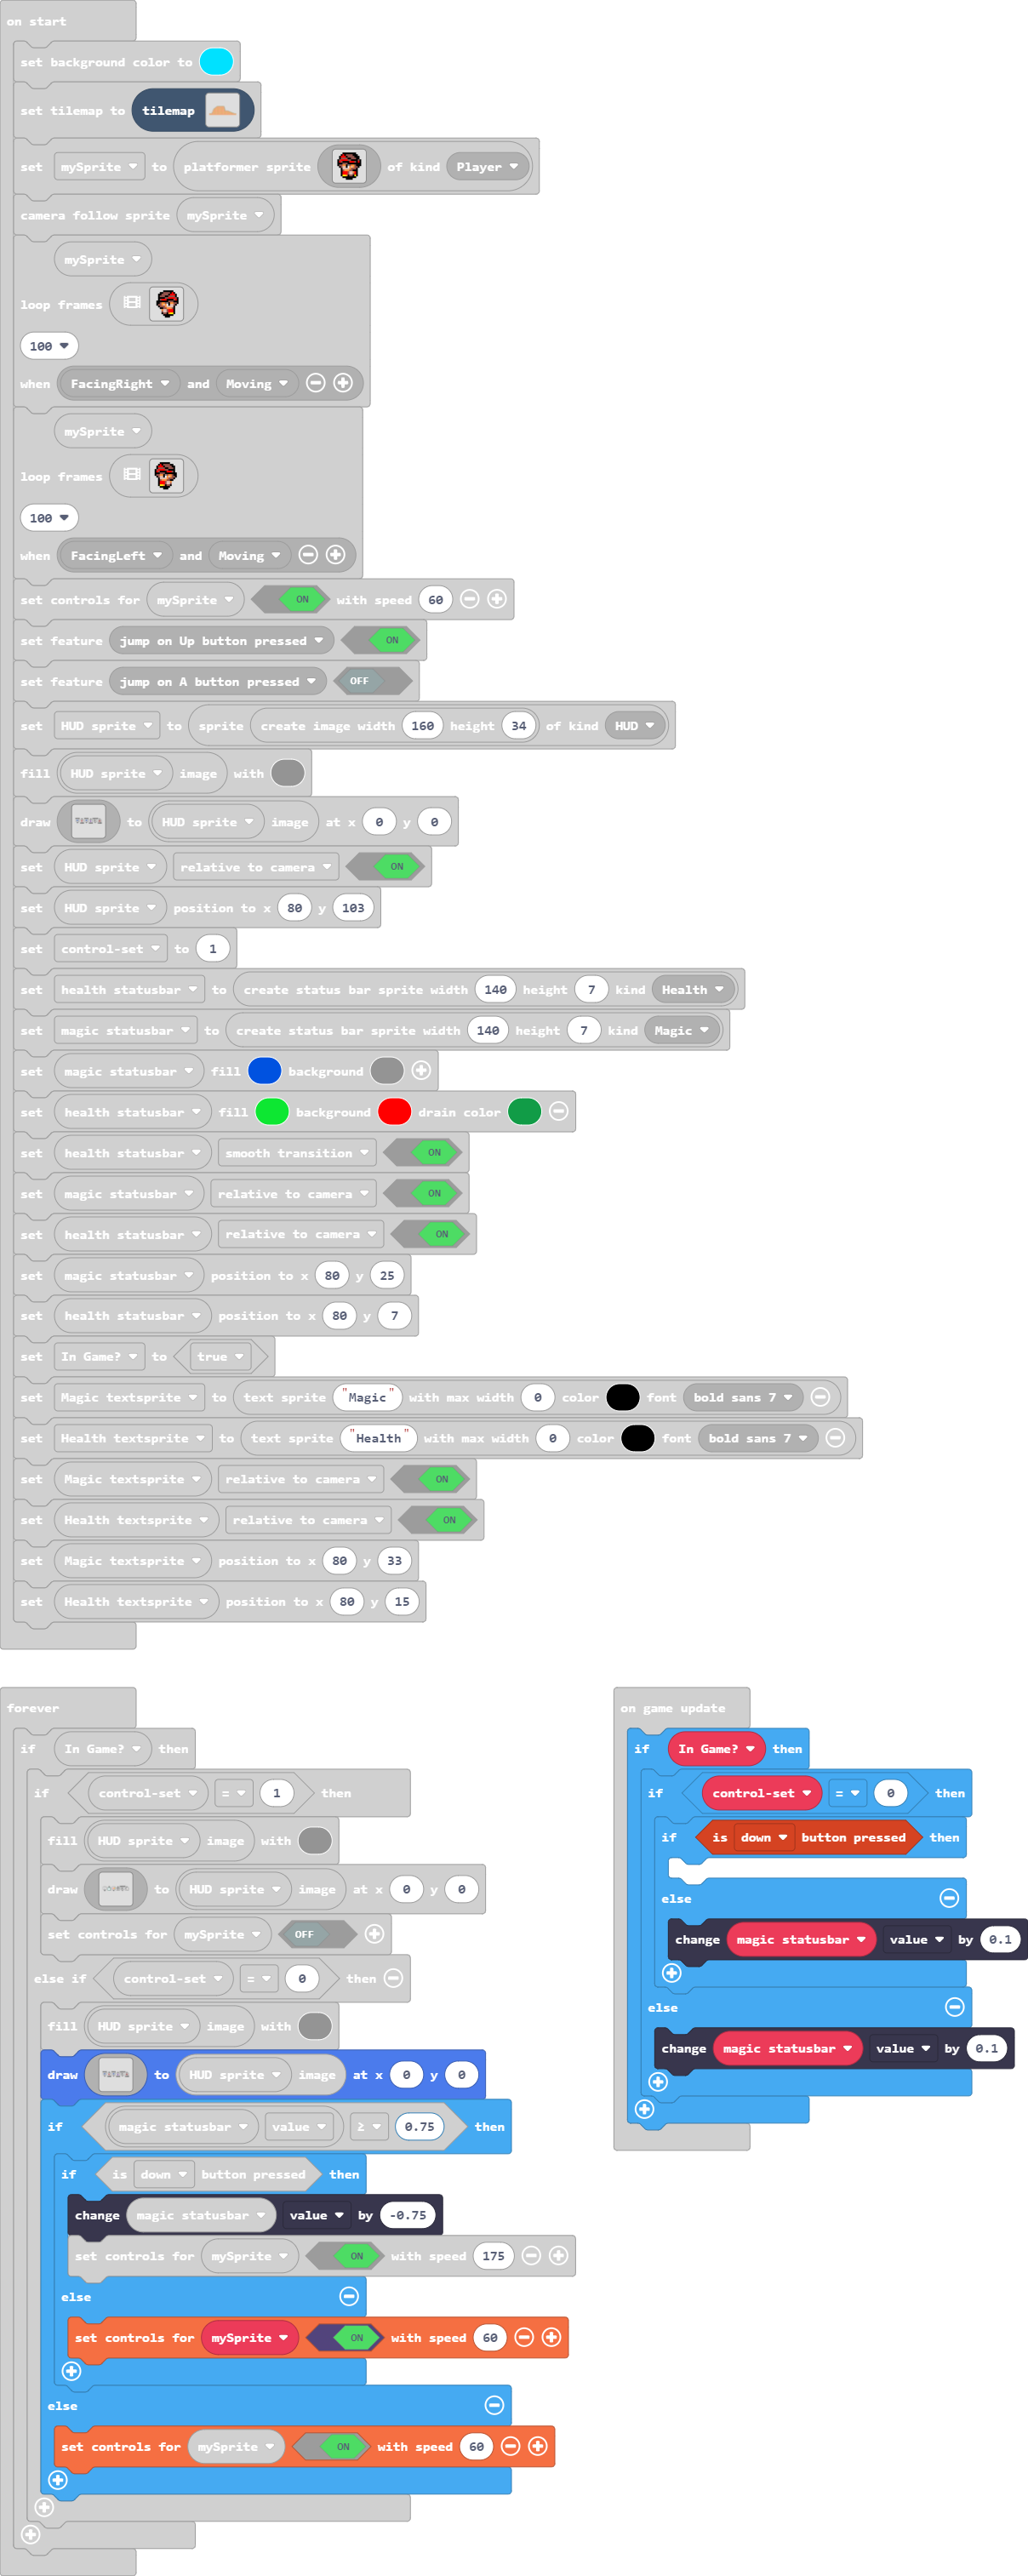 on start
set background color to
set tilemap to tilemap
set mySprite to platformer sprite of kind Player
camera follow sprite mySprite
mySprite
loop frames
100
when FacingRight and Moving
mySprite
loop frames
100
when FacingLeft and Moving
set controls for mySprite ON with speed 60
set feature jump on Up button pressed ON
set feature jump on A button pressed OFF
set HUD sprite to sprite create image width 160 height 34 of kind HUD
fill HUD sprite image with
draw to HUD sprite image at x 0 y 0
set HUD sprite relative to camera ON
set HUD sprite position to x 80 y 103
set control-set to 1
set health statusbar to create status bar sprite width 140 height 7 kind Health
set magic statusbar to create status bar sprite width 140 height 7 kind Magic
set magic statusbar fill background
set health statusbar fill background drain color
set health statusbar smooth transition ON
set magic statusbar relative to camera ON
set health statusbar relative to camera ON
set magic statusbar position to x 80 y 25
set health statusbar position to x 80 y 7
set In Game? to true
set Magic textsprite to text sprite "Magic" with max width 0 color font bold sans 7
set Health textsprite to text sprite "Health" with max width 0 color font bold sans 7
set Magic textsprite relative to camera ON
set Health textsprite relative to camera ON
set Magic textsprite position to x 80 y 33
set Health textsprite position to x 80 y 15
forever
if In Game? then
if control-set = 1 then
fill HUD sprite image with
draw to HUD sprite image at x 0 y 0
set controls for mySprite OFF
else if control-set = 0 then
fill HUD sprite image with
draw to HUD sprite image at x 0 y 0
if magic statusbar value ≥ 0.75 then
if is down button pressed then
change magic statusbar value by -0.75
set controls for mySprite ON with speed 175
else
set controls for mySprite ON with speed 60
else
set controls for mySprite ON with speed 60
on game update
if In Game? then
if control-set = 0 then
if is down button pressed then
else
change magic statusbar value by 0.1
else
change magic statusbar value by 0.1